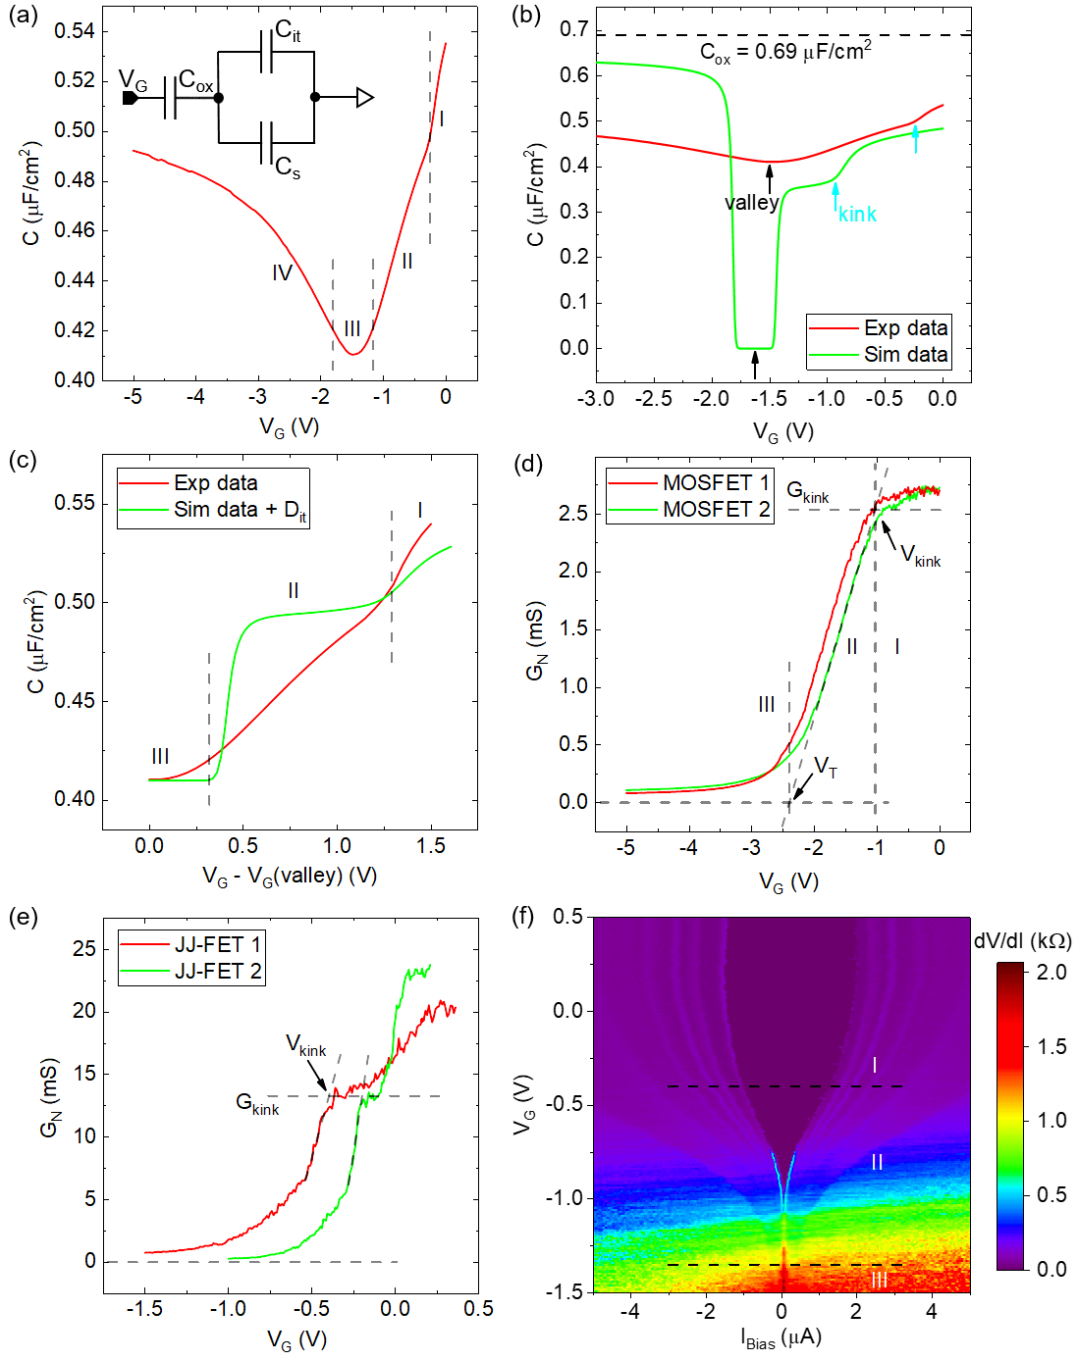 (a)
0.54
0.52
0.50
0.48
0.46
0.44
0.42
0.40
C (μF/cm²)
V_G
C_ox
C_it
C_s
I
II
III
IV
-5 -4 -3 -2 -1 0
V_G (V)
(b)
0.7
0.6
0.5
0.4
0.3
0.2
0.1
0.0
C (μF/cm²)
C_ox = 0.69 μF/cm²
valley
kink
Exp data
Sim data
-3.0 -2.5 -2.0 -1.5 -1.0 -0.5 0.0
V_G (V)
(c)
Exp data
Sim data + D_it
0.55
0.50
0.45
0.40
C (μF/cm²)
I
II
III
0.0 0.5 1.0 1.5
V_G - V_G(valley) (V)
(d)
MOSFET 1
MOSFET 2
G_kink
V_kink
2.5
2.0
1.5
1.0
0.5
0.0
G_N (mS)
II
I
III
V_T
-5 -4 -3 -2 -1 0
V_G (V)
(e)
JJ-FET 1
JJ-FET 2
25
20
15
10
5
0
G_N (mS)
V_kink
G_kink
-1.5 -1.0 -0.5 0.0 0.5
V_G (V)
(f)
0.5
0.0
-0.5
-1.0
-1.5
V_G (V)
I
II
III
-4 -2 0 2 4
I_Bias (μA)
dV/dI (kΩ)
2.0
1.5
1.0
0.5
0.0